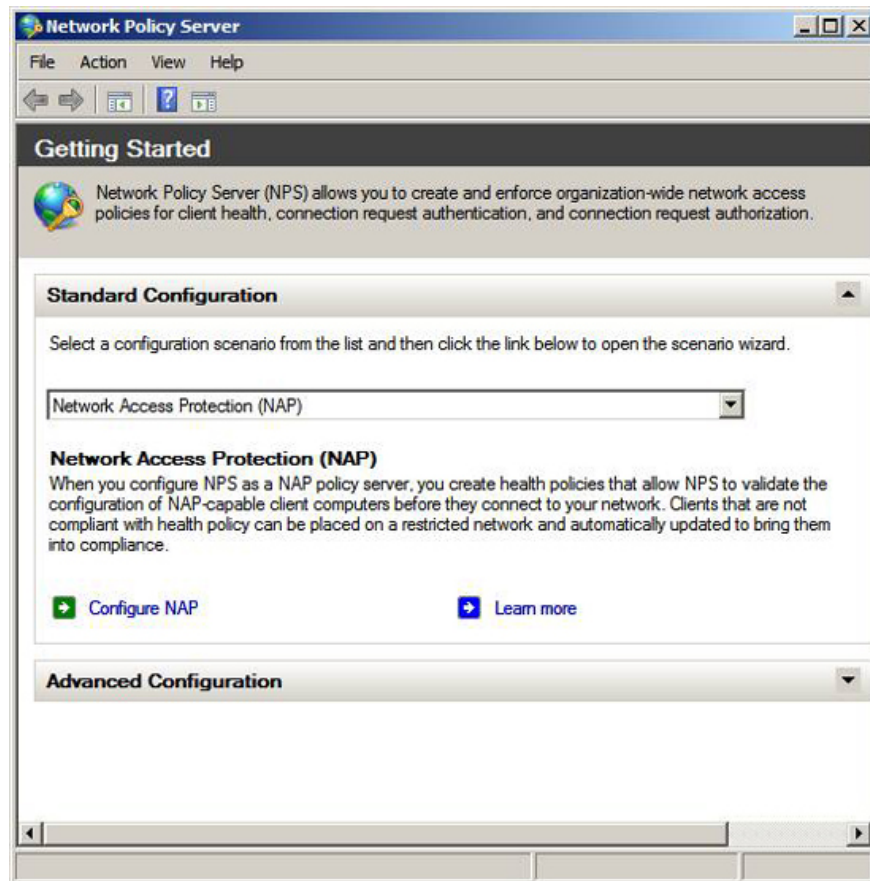 Network Policy Server
File Action View Help
Getting Started
Network Policy Server (NPS) allows you to create and enforce organization-wide network access
policies for client health, connection request authentication, and connection request authorization.
Standard Configuration
Select a configuration scenario from the list and then click the link below to open the scenario wizard.
Network Access Protection (NAP)
Network Access Protection (NAP)
When you configure NPS as a NAP policy server, you create health policies that allow NPS to validate the
configuration of NAP-capable client computers before they connect to your network. Clients that are not
compliant with health policy can be placed on a restricted network and automatically updated to bring them
into compliance.
Configure NAP Learn more
Advanced Configuration